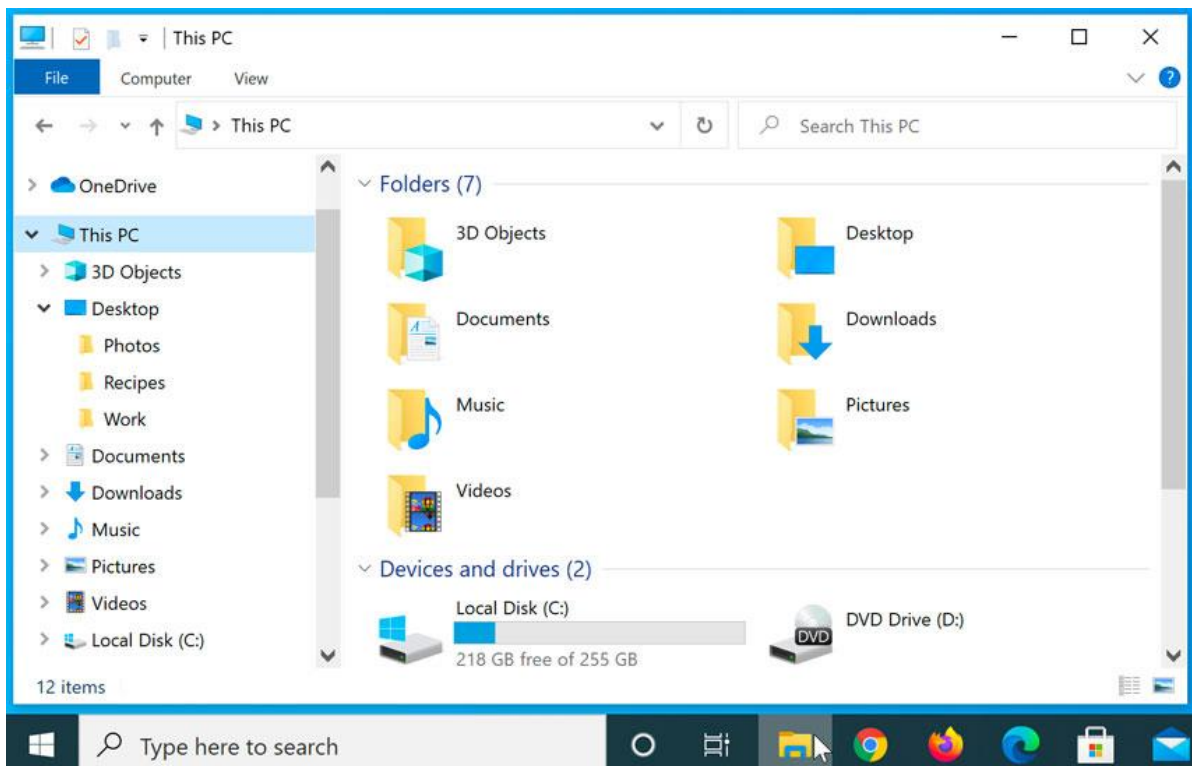 This PC
File Computer View
This PC
Search This PC
OneDrive
This PC
3D Objects
Desktop
Photos
Recipes
Work
Documents
Downloads
Music
Pictures
Videos
Local Disk (C:)
Folders (7)
3D Objects
Desktop
Documents
Downloads
Music
Pictures
Videos
Devices and drives (2)
Local Disk (C:)
218 GB free of 255 GB
DVD
DVD Drive (D:)
12 items
Type here to search